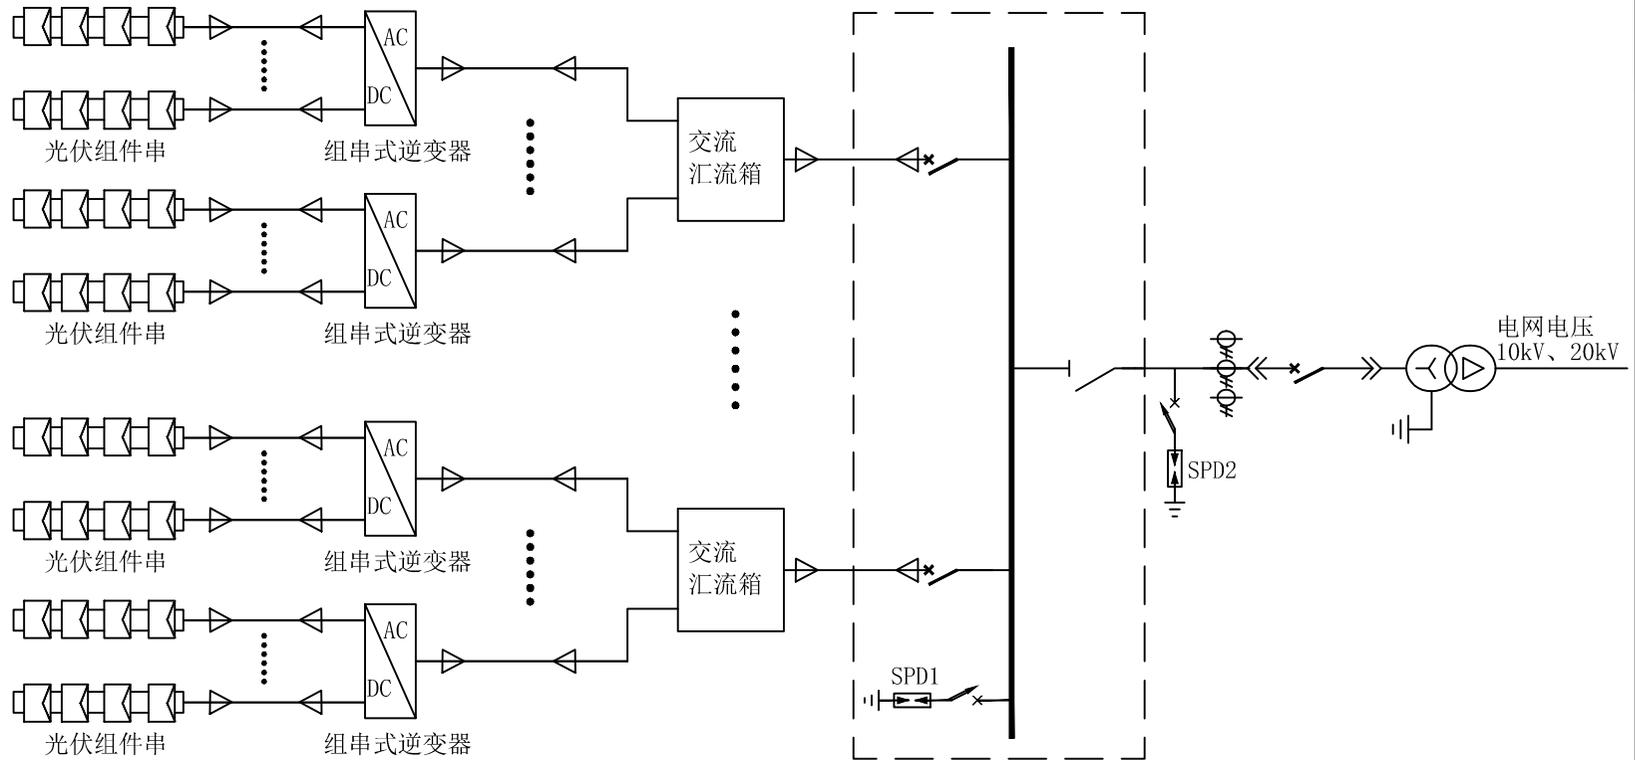 AC
DC
光伏组件串
组串式逆变器
AC
DC
光伏组件串
组串式逆变器
交流
汇流箱
AC
DC
光伏组件串
组串式逆变器
AC
DC
光伏组件串
组串式逆变器
交流
汇流箱
SPD1
SPD2
电网电压
10kV、20kV